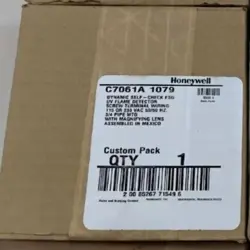 Honeywell
C7061A 1079
DYNAMIC SELF-CHECK
UV FLAME DETECTOR
SCREW TERMINAL WIRING
110 OR 220 VAC 50/60 HZ.
3/4 PIPE MTG
WITH MAGNIFYING LENS
ASSEMBLED IN MEXICO
Custom Pack
QTY 1